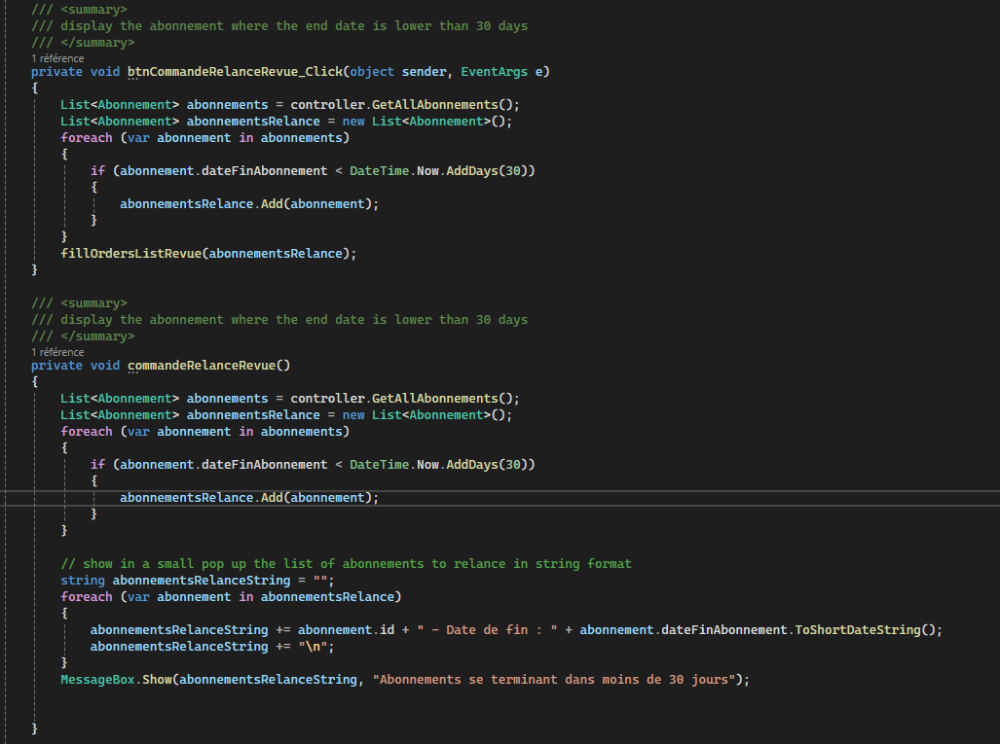 /// <summary>
/// display the abonnement where the end date is lower than 30 days
/// </summary>
1 référence
private void btnCommandeRelanceRevue_Click(object sender, EventArgs e)
{
    List<Abonnement> abonnements = controller.GetAllAbonnements();
    List<Abonnement> abonnementsRelance = new List<Abonnement>();
    foreach (var abonnement in abonnements)
    {
        if (abonnement.dateFinAbonnement < DateTime.Now.AddDays(30))
        {
            abonnementsRelance.Add(abonnement);
        }
    }
    fillOrdersListRevue(abonnementsRelance);
}
/// <summary>
/// display the abonnement where the end date is lower than 30 days
/// </summary>
1 référence
private void commandeRelanceRevue()
{
    List<Abonnement> abonnements = controller.GetAllAbonnements();
    List<Abonnement> abonnementsRelance = new List<Abonnement>();
    foreach (var abonnement in abonnements)
    {
        if (abonnement.dateFinAbonnement < DateTime.Now.AddDays(30))
        {
            abonnementsRelance.Add(abonnement);
        }
    }
    // show in a small pop up the list of abonnements to relance in string format
    string abonnementsRelanceString = "";
    foreach (var abonnement in abonnementsRelance)
    {
        abonnementsRelanceString += abonnement.id + " - Date de fin : " + abonnement.dateFinAbonnement.ToShortDateString();
        abonnementsRelanceString += "\n";
    }
    MessageBox.Show(abonnementsRelanceString, "Abonnements se terminant dans moins de 30 jours");
}